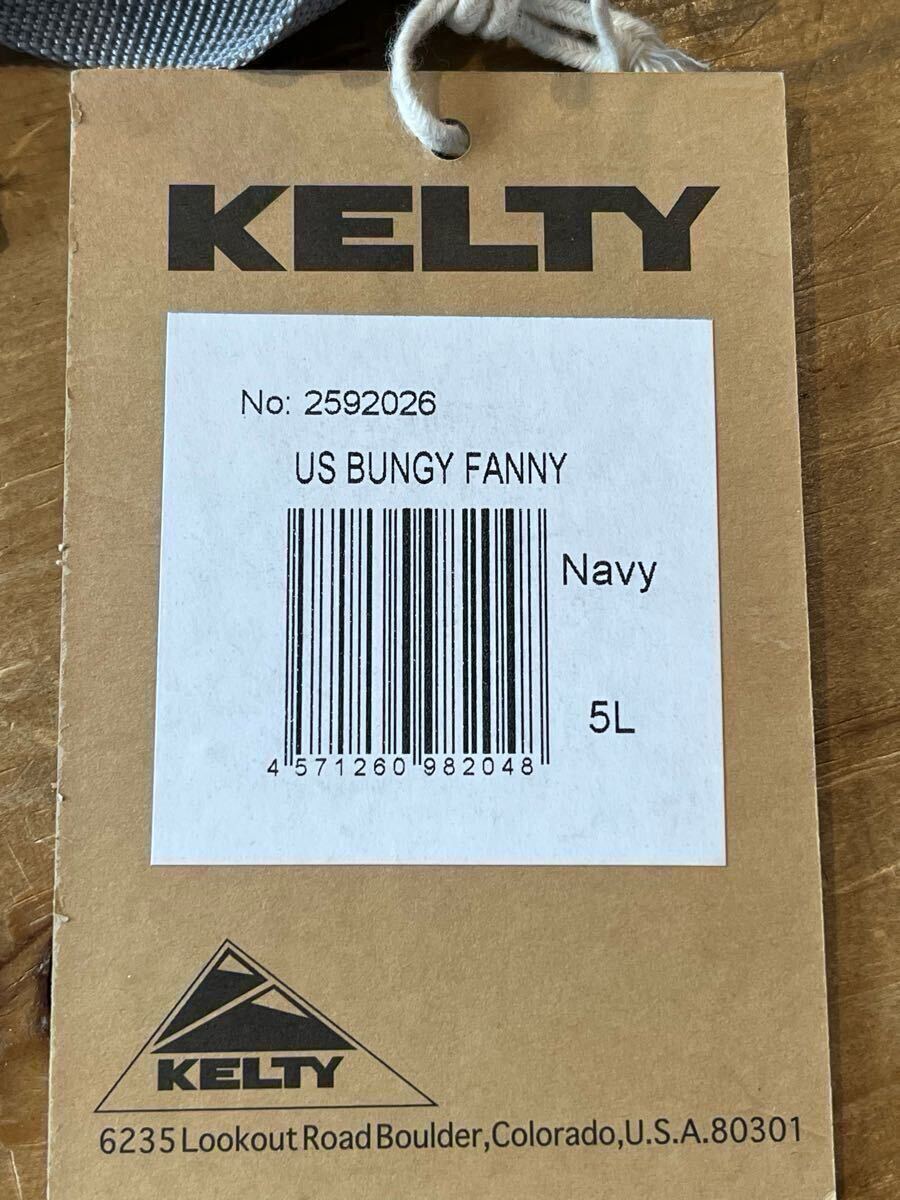 KELTY
No: 2592026
US BUNGY FANNY
Navy
5L
4 571260 982048
KELTY
6235 Lookout Road Boulder, Colorado, U.S.A. 80301